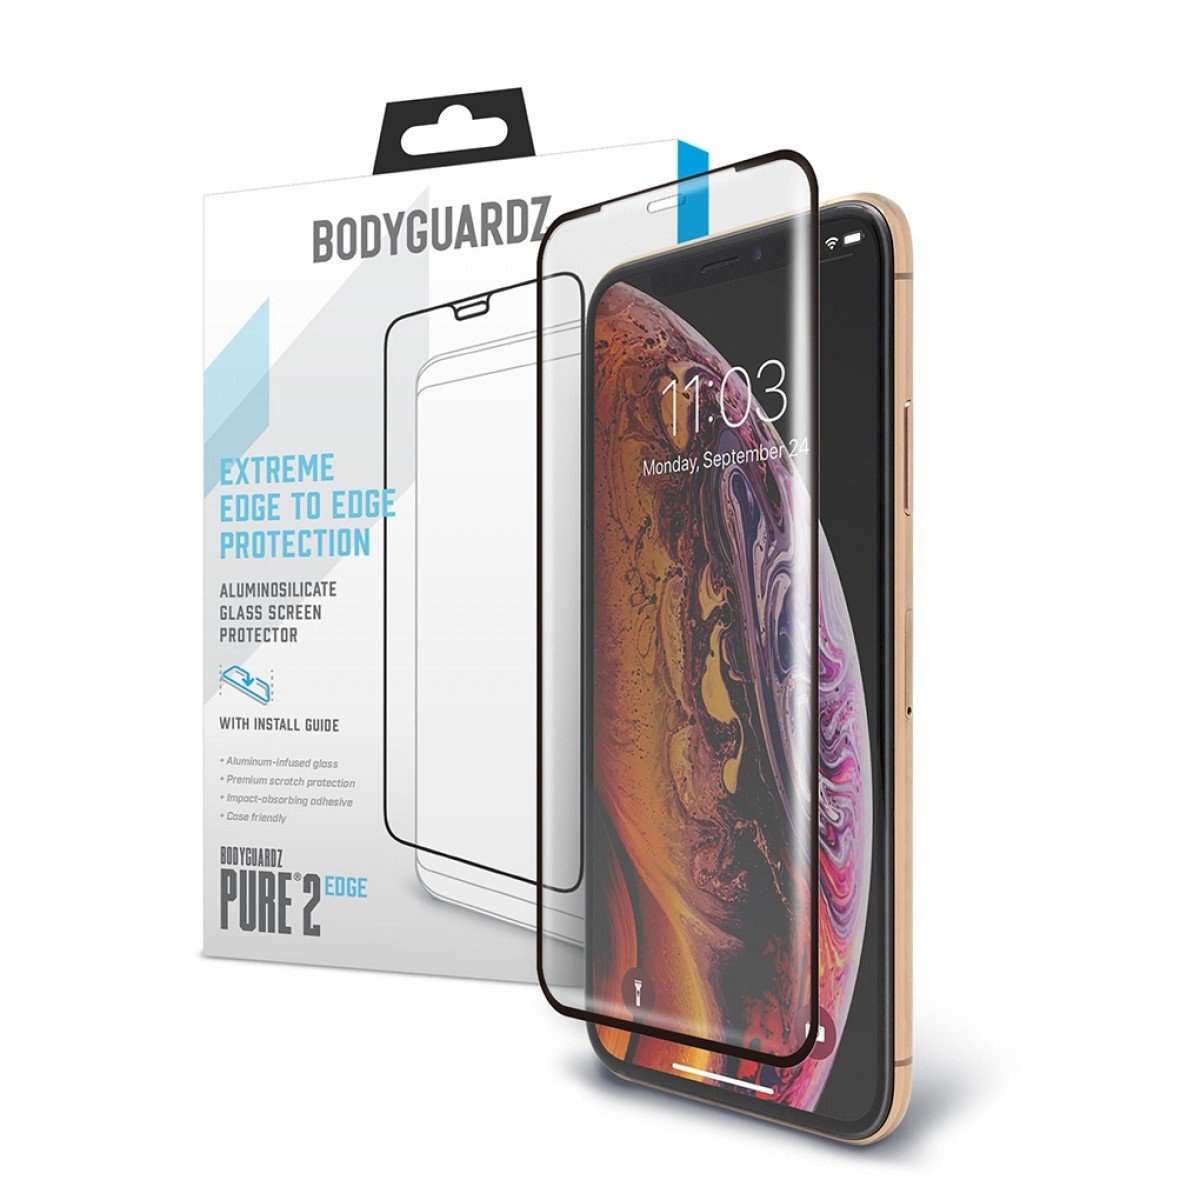 BODYGUARDZ
EXTREME
EDGE TO EDGE
PROTECTION
ALUMINOSILICATE
GLASS SCREEN
PROTECTOR
WITH INSTALL GUIDE
+ Aluminum-infused glass
+ Premium scratch protection
+ Impact-absorbing adhesive
+ Case friendly
BODYGUARDZ
PURE® 2 EDGE
11:03
Monday, September 24